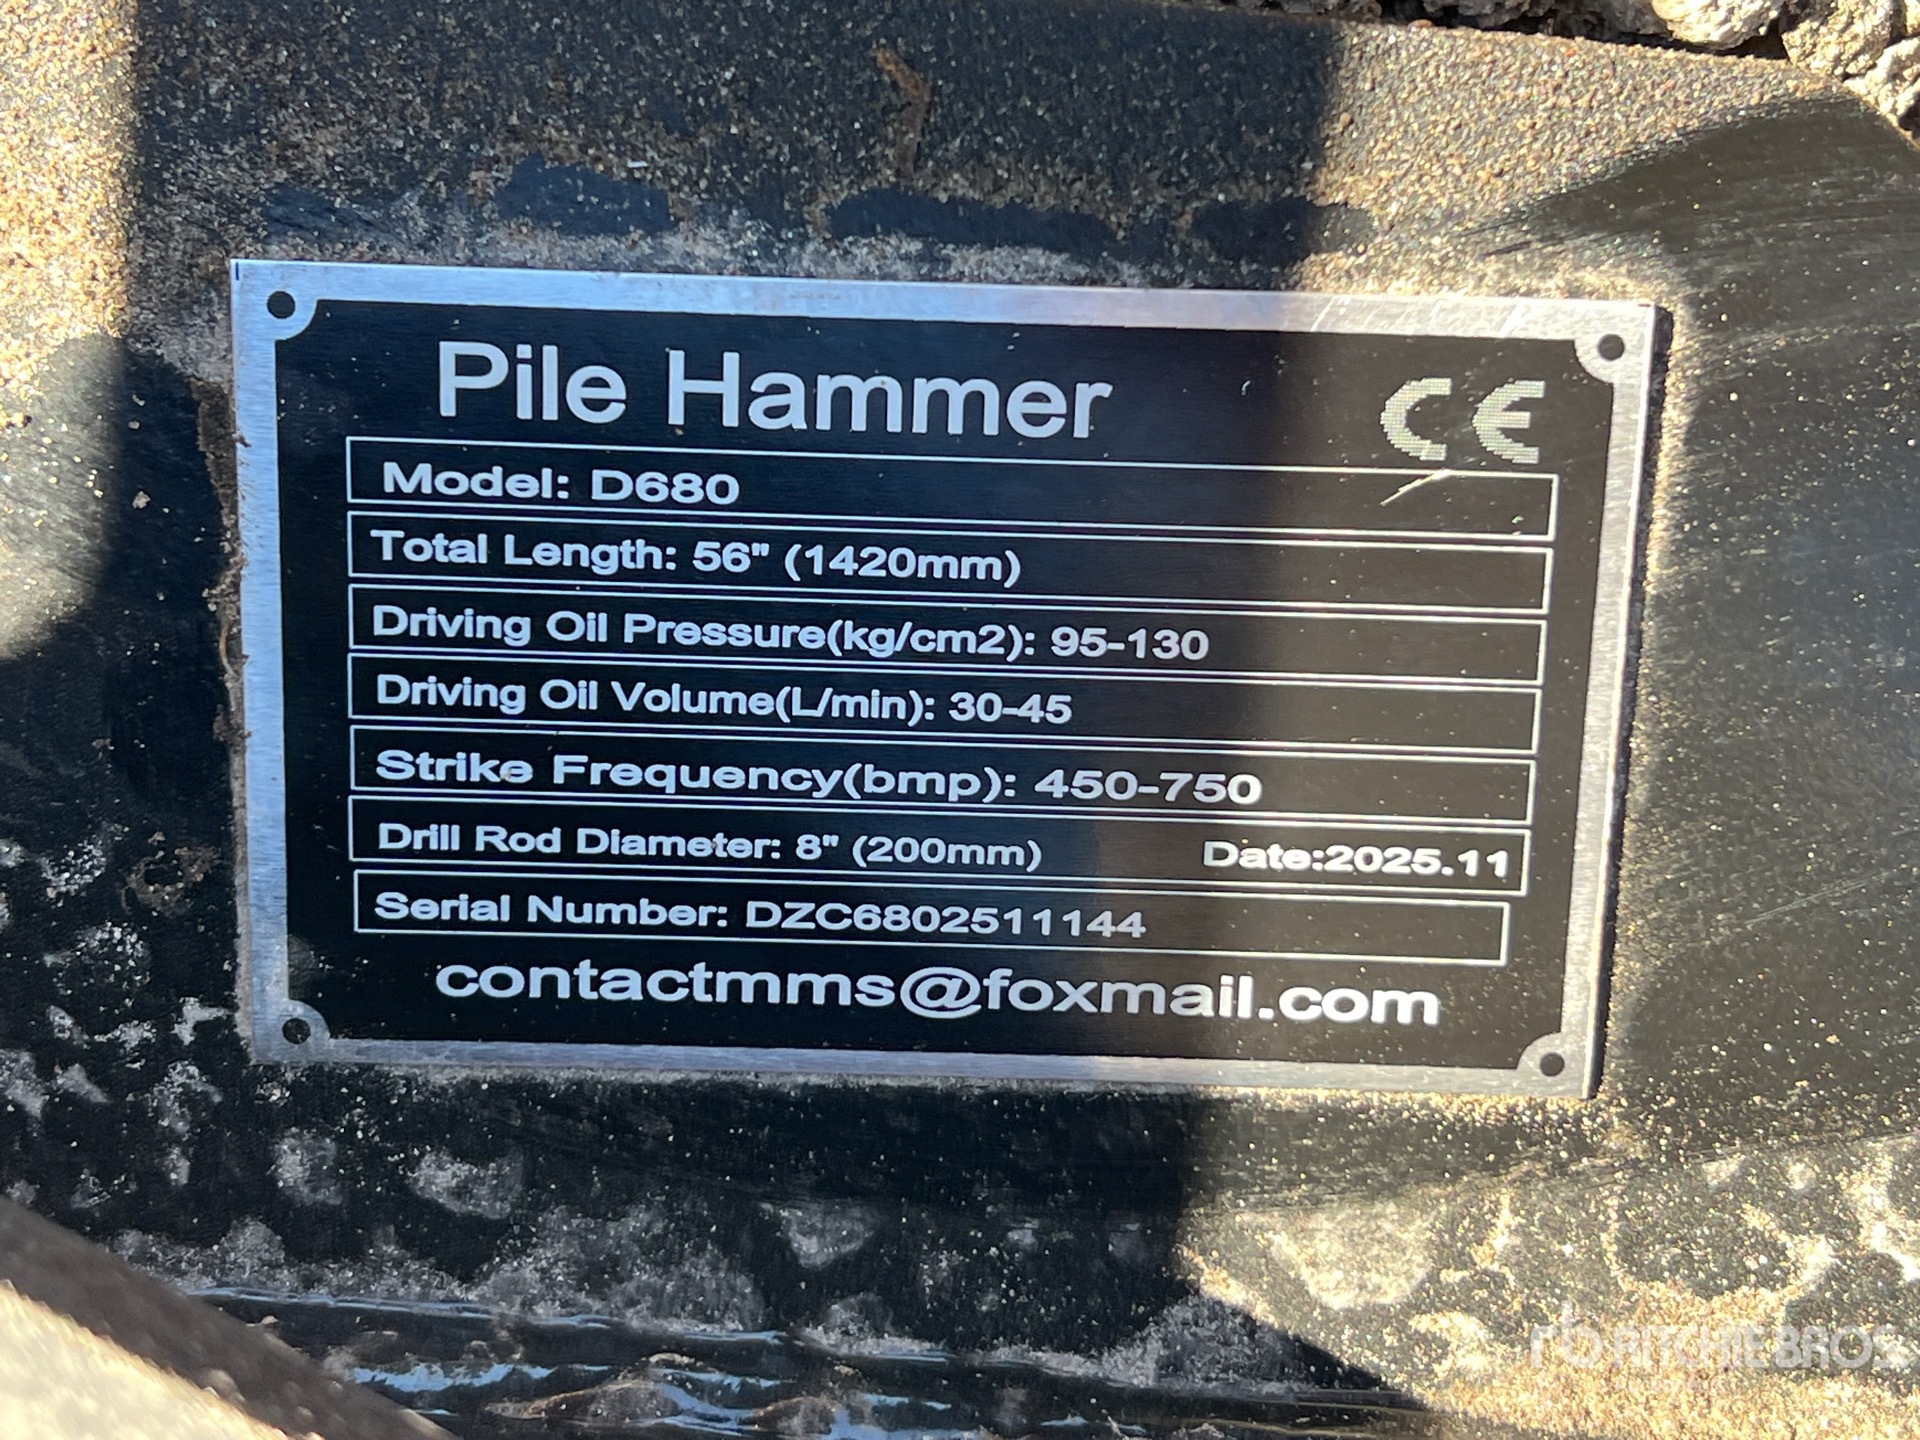 Pile Hammer
CE
Model: D680
Total Length: 56" (1420mm)
Driving Oil Pressure(kg/cm2): 95-130
Driving Oil Volume(L/min): 30-45
Strike Frequency(bmp): 450-750
Drill Rod Diameter: 8" (200mm) Date:2025.11
Serial Number: DZC6802511144
contactmms@foxmail.com
rb RITCHIE BROS